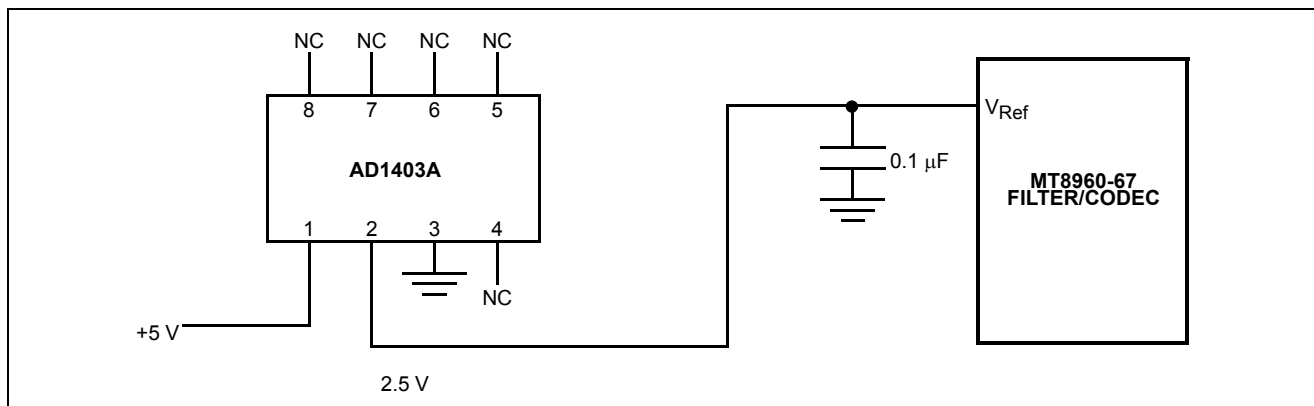 NC NC NC NC
8 7 6 5
AD1403A
1 2 3 4
NC
+5 V
2.5 V
0.1 μF
VRef
MT8960-67
FILTER/CODEC